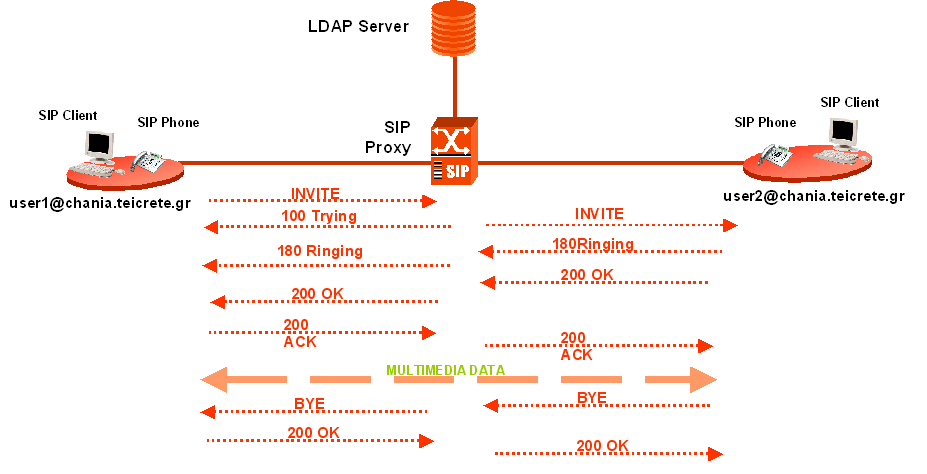 LDAP Server
SIP Client
SIP Phone
SIP
Proxy
SIP
SIP Phone
SIP Client
user1@chania.teicrete.gr
user2@chania.teicrete.gr
INVITE
100 Trying
INVITE
180 Ringing
180Ringing
200 OK
200 OK
200
ACK
200
ACK
MULTIMEDIA DATA
BYE
BYE
200 OK
200 OK